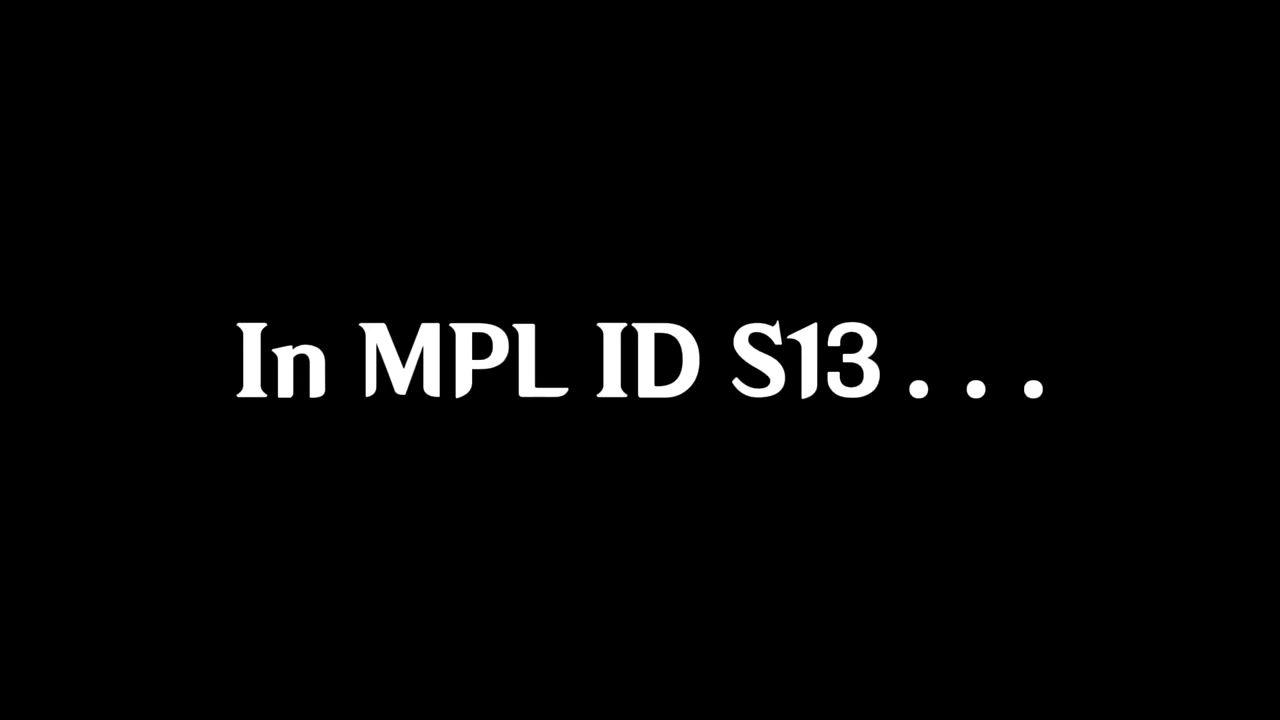 In MPL ID S13 . . .